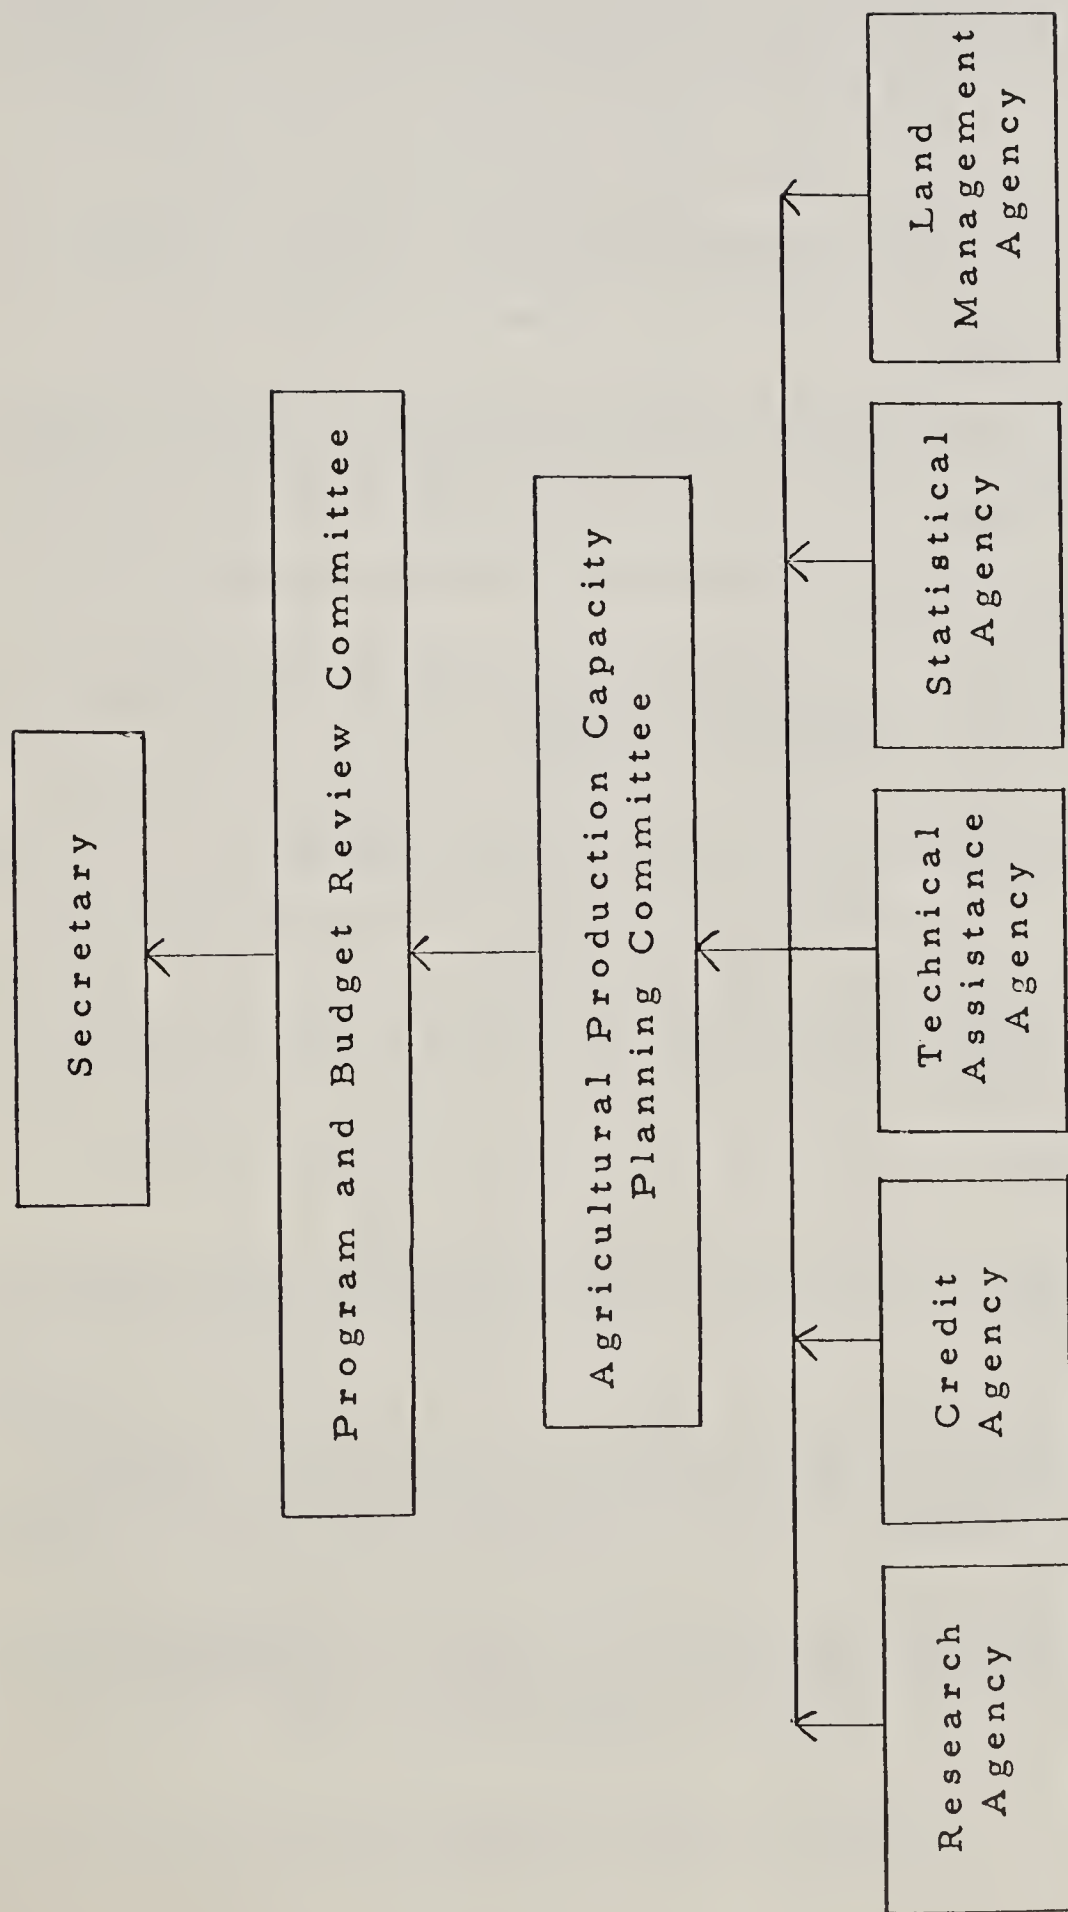 Secretary
Program and Budget Review Committee
Agricultural Production Capacity
Planning Committee
Research
Agency
Credit
Agency
Technical
Assistance
Agency
Statistical
Agency
Land
Management
Agency